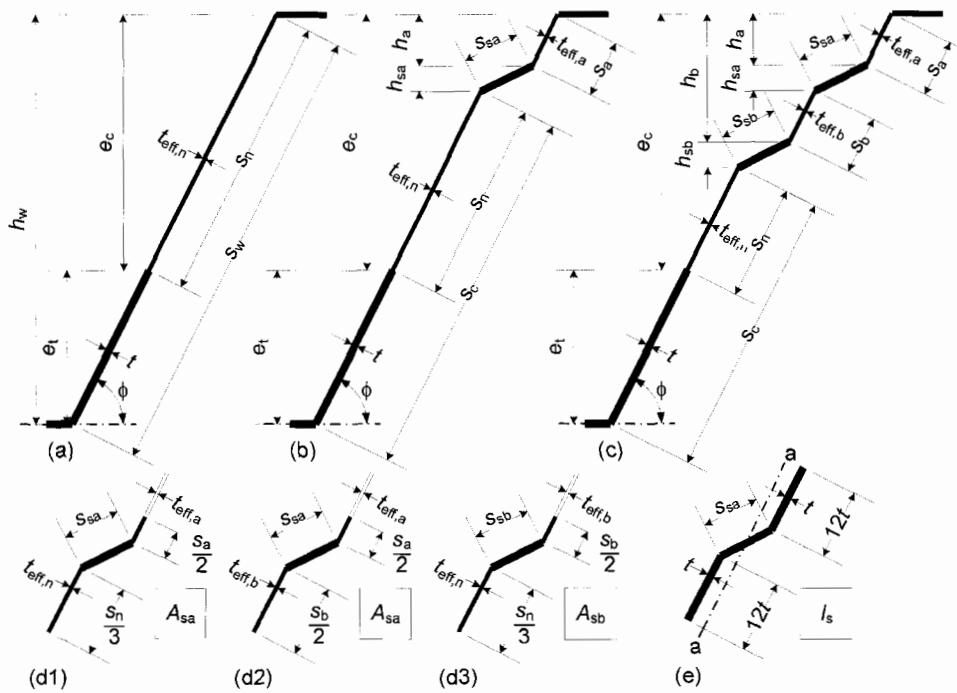 h_w
e_c
e_t
t_eff,n
s_n
s_w
t
ϕ
(a)
e_c
h_a
h_sa
s_sa
t_eff,a
s_a
t_eff,n
s_n
s_c
e_t
t
ϕ
(b)
e_c
h_b
h_a
h_sa
h_sb
s_sa
t_eff,a
s_a
s_sb
t_eff,b
s_b
t_eff,n
s_n
s_c
e_t
t
ϕ
(c)
t_eff,a
s_sa
s_a/2
t_eff,n
s_n/3
A_sa
(d1)
t_eff,a
s_sa
s_a/2
t_eff,b
s_b/2
A_sa
(d2)
t_eff,b
s_sb
s_b/2
t_eff,n
s_n/3
A_sb
(d3)
a
s_sa
t
12t
t
12t
a
I_s
(e)